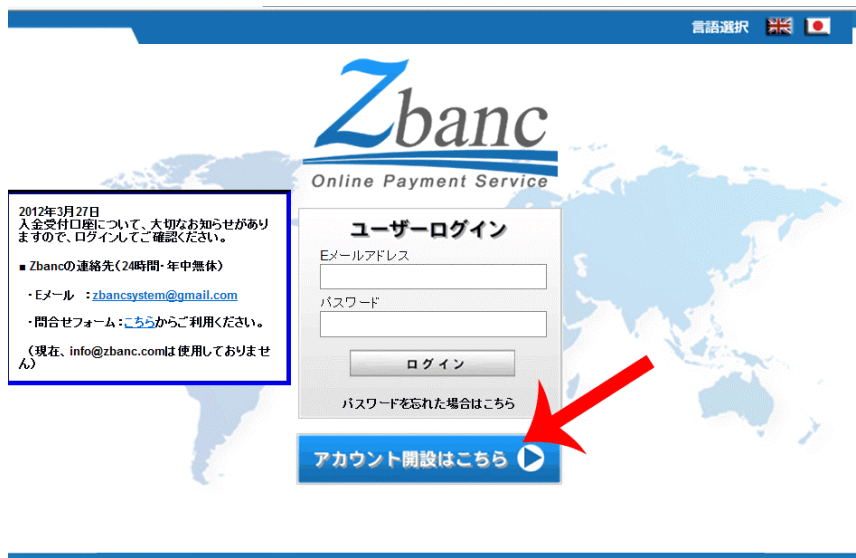 言語選択
Zbanc
Online Payment Service
2012年3月27日
入金受付口座について、大切なお知らせがあり
ますので、ログインしてご確認ください。
■ Zbancの連絡先(24時間・年中無休)
・Eメール ：zbancsystem@gmail.com
・問合せフォーム：こちらからご利用ください。
（現在、info@zbanc.comは使用しておりませ
ん）
ユーザーログイン
Eメールアドレス
パスワード
ログイン
パスワードを忘れた場合はこちら
アカウント開設はこちら